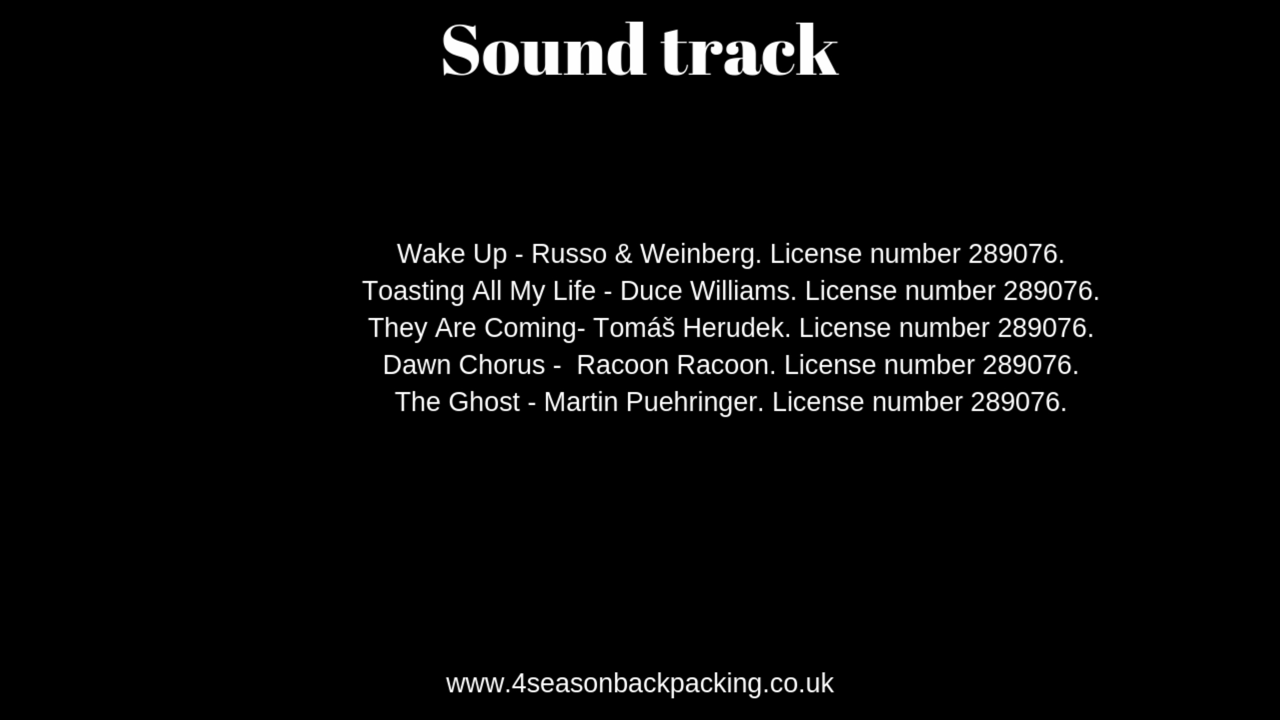 Sound track
Wake Up - Russo & Weinberg. License number 289076.
Toasting All My Life - Duce Williams. License number 289076.
They Are Coming- Tomáš Herudek. License number 289076.
Dawn Chorus -  Racoon Racoon. License number 289076.
The Ghost - Martin Puehringer. License number 289076.
www.4seasonbackpacking.co.uk